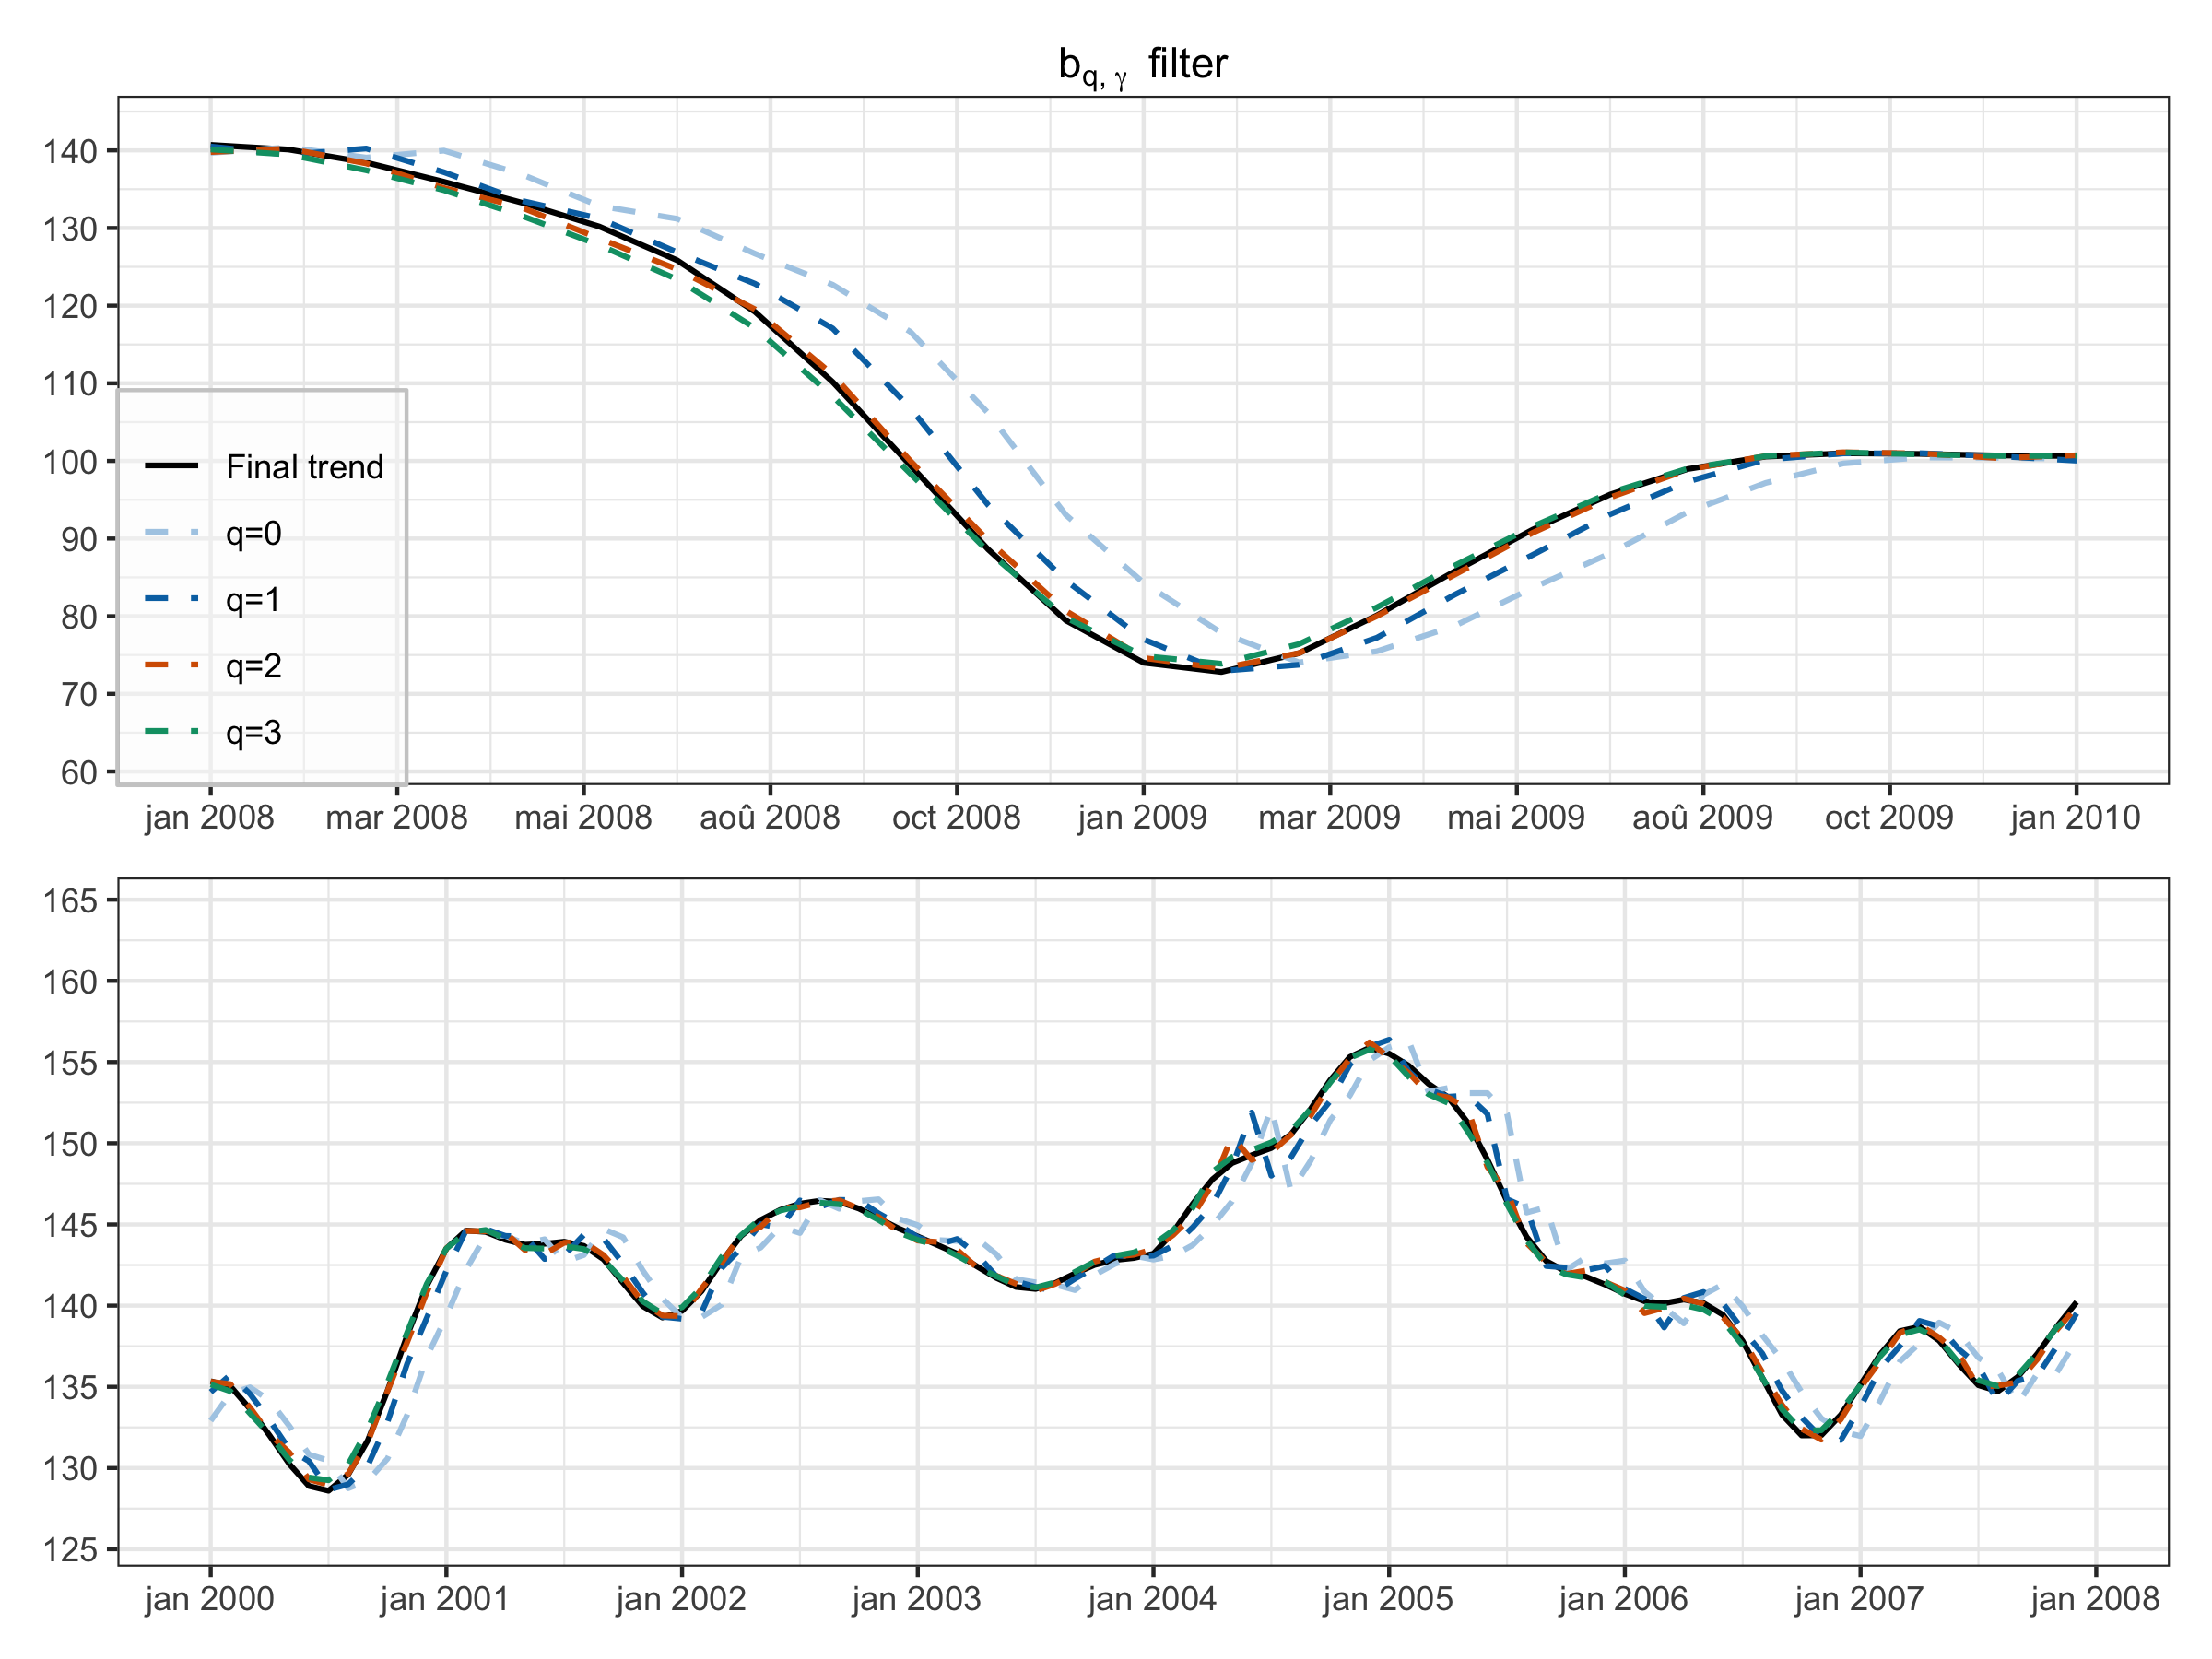 b q, γ filter
140
130
120
110
100
90
80
70
60
Final trend
q=0
q=1
q=2
q=3
jan 2008 mar 2008 mai 2008 aoû 2008 oct 2008 jan 2009 mar 2009 mai 2009 aoû 2009 oct 2009 jan 2010
165
160
155
150
145
140
135
130
125
jan 2000 jan 2001 jan 2002 jan 2003 jan 2004 jan 2005 jan 2006 jan 2007 jan 2008